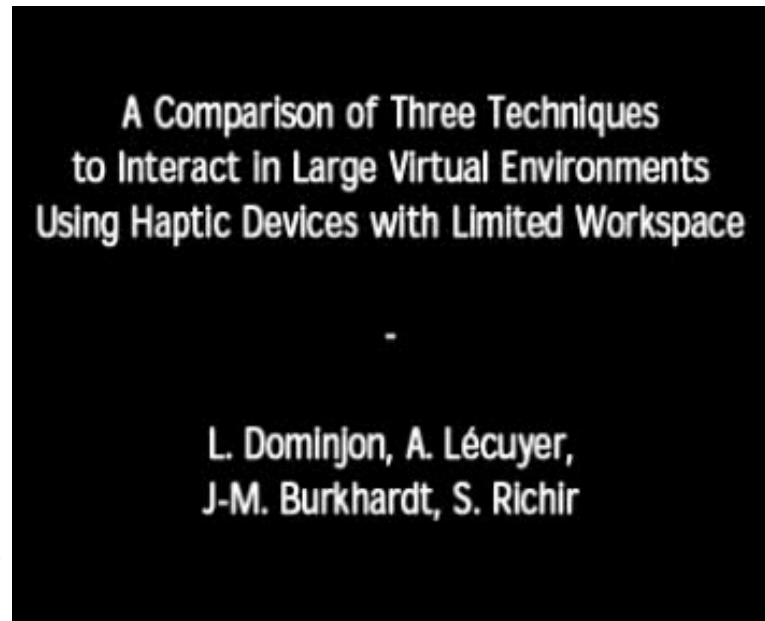 A Comparison of Three Techniques
to Interact in Large Virtual Environments
Using Haptic Devices with Limited Workspace
-
L. Dominjon, A. Lécuyer,
J-M. Burkhardt, S. Richir